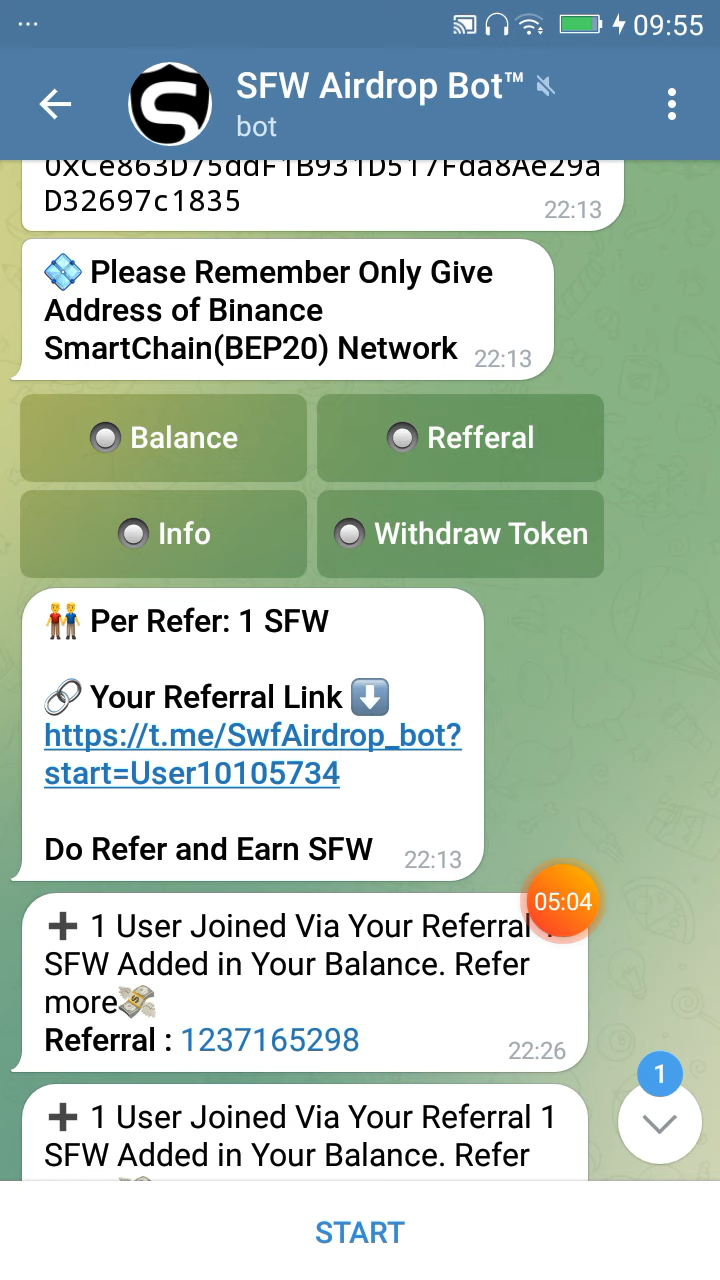 09:55
SFW Airdrop Bot™
bot
0xCe863D75ddF1B931D517Fda8Ae29a
D32697c1835
22:13
Please Remember Only Give
Address of Binance
SmartChain(BEP20) Network 22:13
Balance
Refferal
Info
Withdraw Token
Per Refer: 1 SFW
Your Referral Link
https://t.me/SwfAirdrop_bot?
start=User10105734
Do Refer and Earn SFW 22:13
1 User Joined Via Your Referral 1
05:04
SFW Added in Your Balance. Refer
more
Referral : 1237165298 22:26
1
1 User Joined Via Your Referral 1
SFW Added in Your Balance. Refer
START